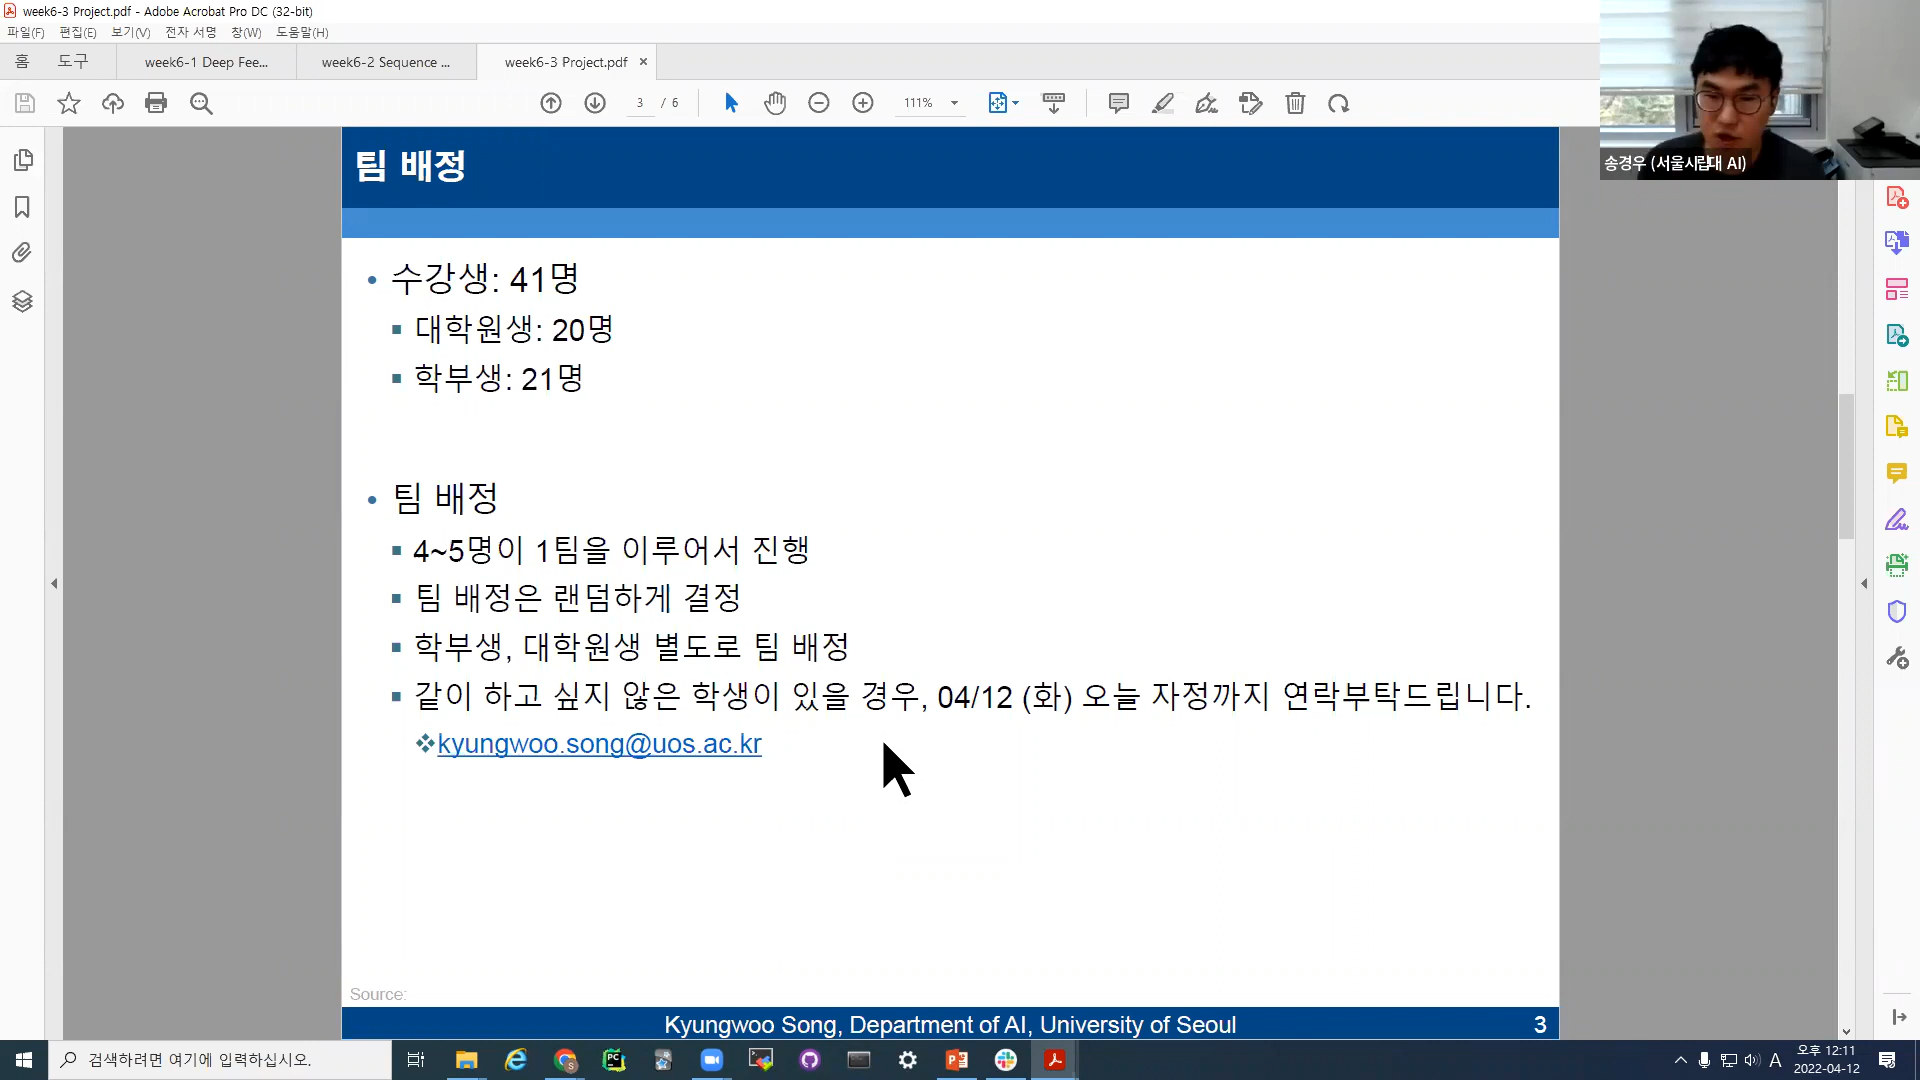 week6-3 Project.pdf - Adobe Acrobat Pro DC (32-bit)
파일(F) 편집(E) 보기(V) 전자 서명 창(W) 도움말(H)
홈 도구 week6-1 Deep Fee... week6-2 Sequence ... week6-3 Project.pdf
3 / 6 111%
송경우 (서울시립대 AI)
팀 배정
수강생: 41명
대학원생: 20명
학부생: 21명
팀 배정
4~5명이 1팀을 이루어서 진행
팀 배정은 랜덤하게 결정
학부생, 대학원생 별도로 팀 배정
같이 하고 싶지 않은 학생이 있을 경우, 04/12 (화) 오늘 자정까지 연락부탁드립니다.
kyungwoo.song@uos.ac.kr
Source:
Kyungwoo Song, Department of AI, University of Seoul 3
검색하려면 여기에 입력하십시오.
A 오후 12:11
2022-04-12